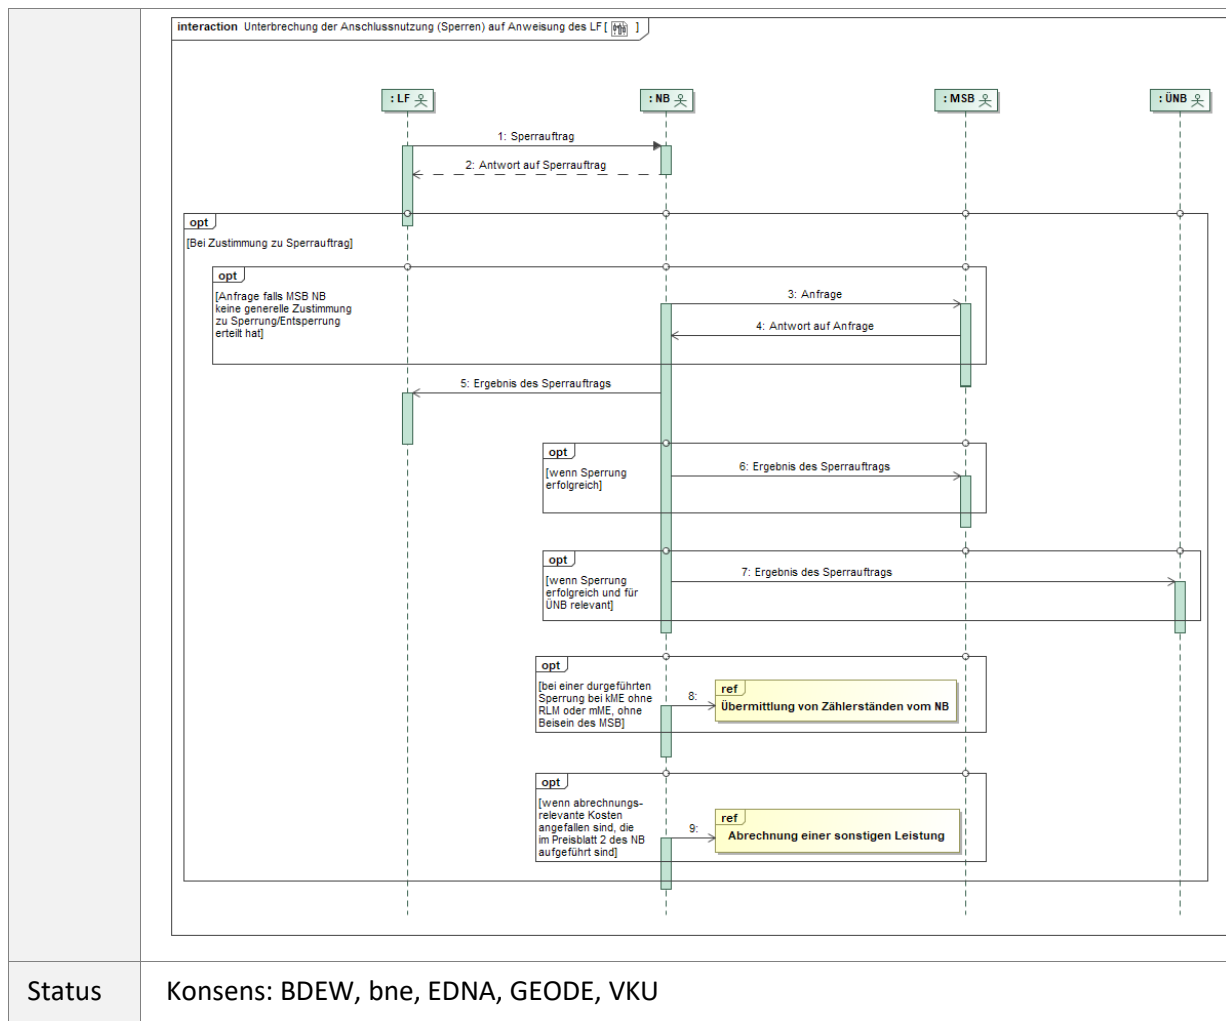 interaction Unterbrechung der Anschlussnutzung (Sperren) auf Anweisung des LF[ ]
: LF
: NB
: MSB
: ÜNB
1: Sperrauftrag
2: Antwort auf Sperrauftrag
opt
[Bei Zustimmung zu Sperrauftrag]
opt
[Anfrage falls MSB NB
keine generelle Zustimmung
zu Sperrung/Entsperrung
erteilt hat]
3: Anfrage
4: Antwort auf Anfrage
5: Ergebnis des Sperrauftrags
opt
[wenn Sperrung
erfolgreich]
6: Ergebnis des Sperrauftrags
opt
[wenn Sperrung
erfolgreich und für
ÜNB relevant]
7: Ergebnis des Sperrauftrags
opt
[bei einer durgeführten
Sperrung bei kME ohne
RLM oder mME, ohne
Beisein des MSB]
8:
ref
Übermittlung von Zählerständen vom NB
opt
[wenn abrechnungs-
relevante Kosten
angefallen sind, die
im Preisblatt 2 des NB
aufgeführt sind]
9:
ref
Abrechnung einer sonstigen Leistung
Status
Konsens: BDEW, bne, EDNA, GEODE, VKU